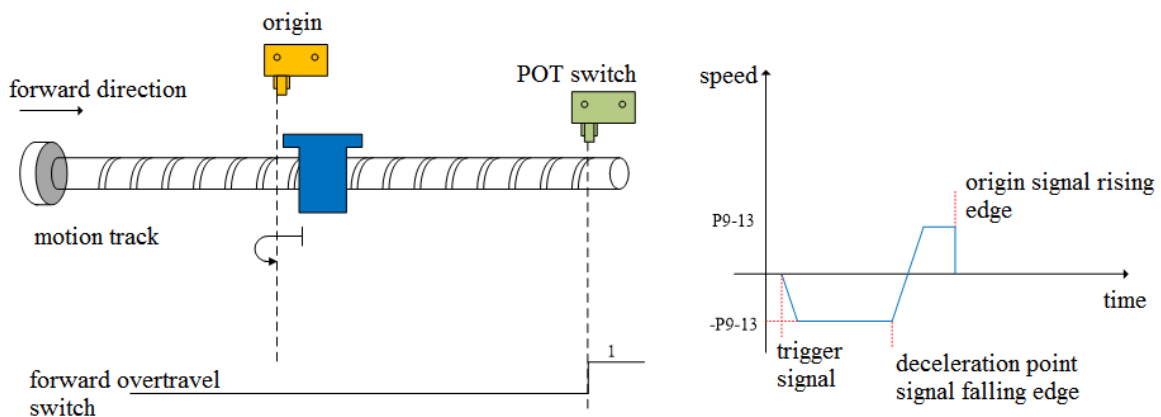 origin
POT switch
forward direction
motion track
1
forward overtravel
switch
speed
origin signal rising
edge
P9-13
time
-P9-13
trigger
signal
deceleration point
signal falling edge